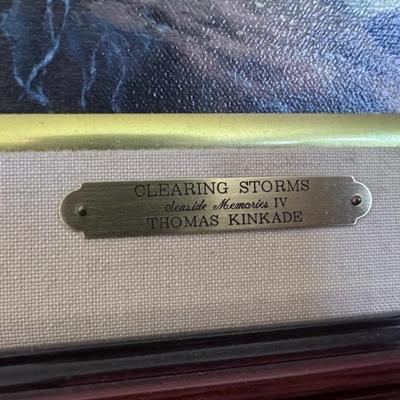 CLEARING STORMS
Seaside Memories IV
THOMAS KINKADE